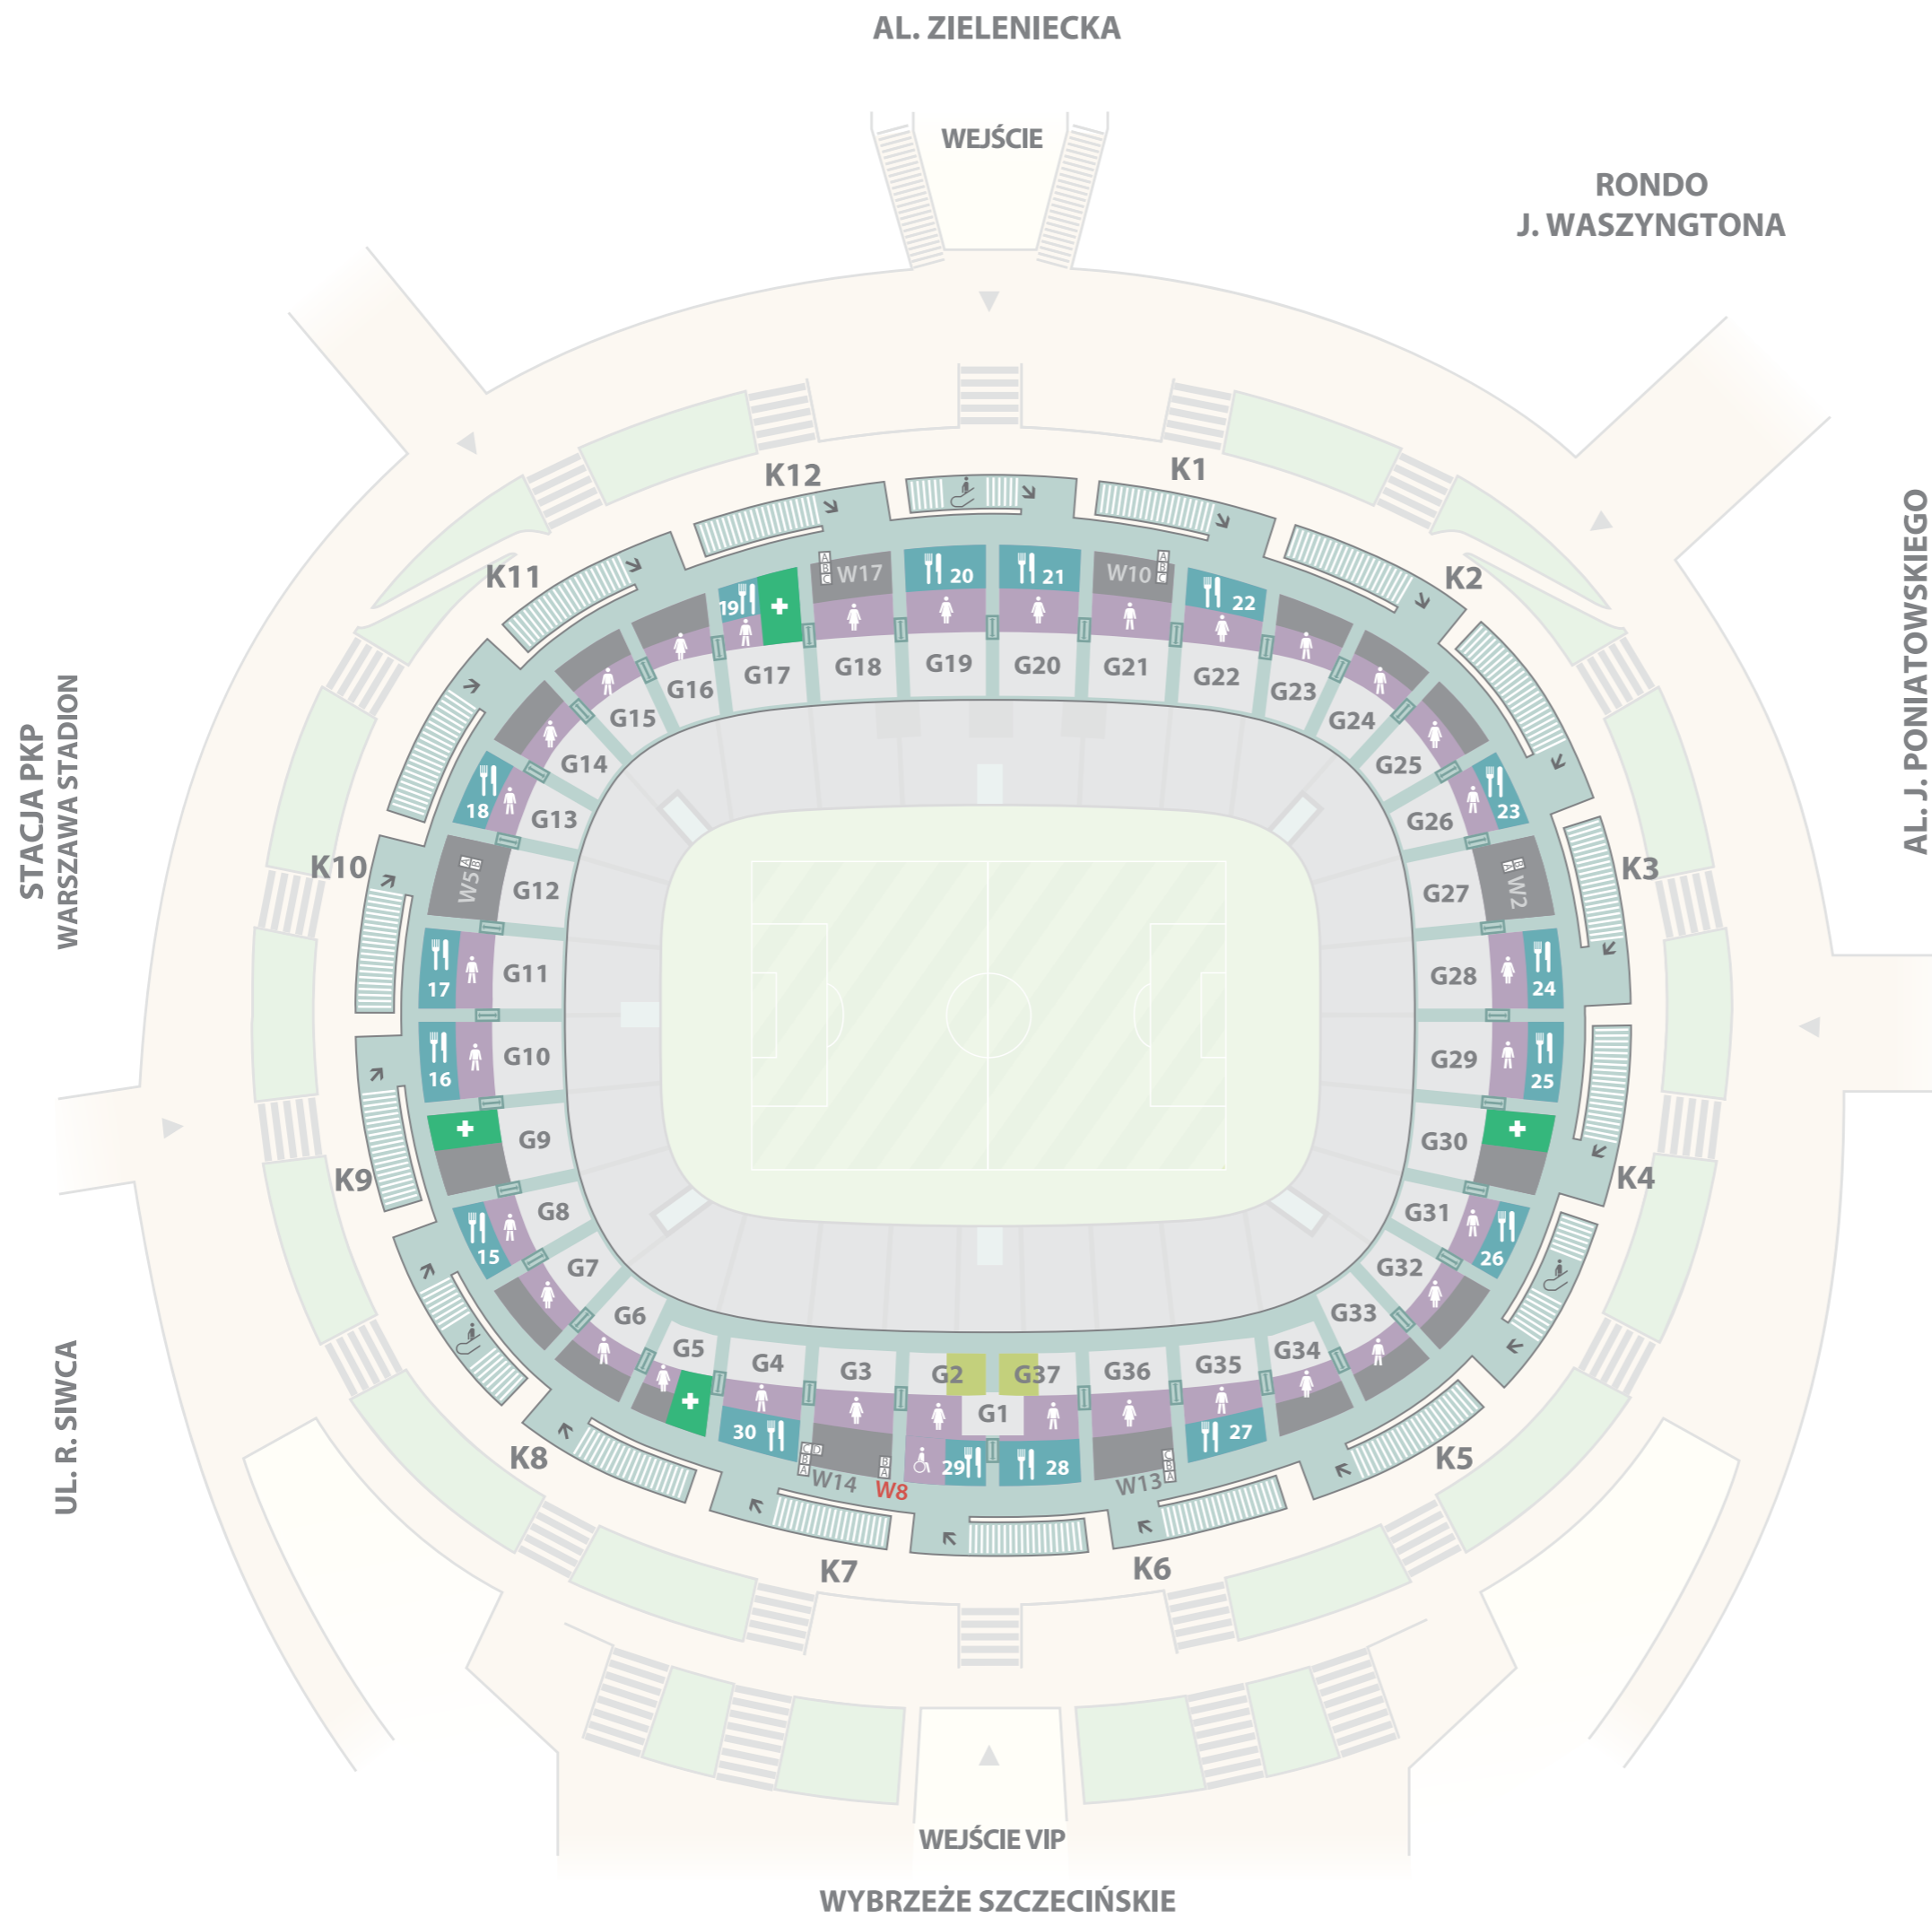 AL. ZIELENIECKA
WEJŚCIE
RONDO
J. WASZYNGTONA
K12
K1
K11
K2
A
B
C
W17
20
21
W10
A
B
C
19
22
G17
G18
G19
G20
G21
G22
G16
G23
G15
G24
G14
G25
18
G13
G26
23
K10
W5
A
B
G12
G27
A
B
W2
K3
STACJA PKP
WARSZAWA STADION
AL. J. PONIATOWSKIEGO
17
G11
G28
24
16
G10
G29
25
K9
G9
G30
K4
15
G8
G31
26
G7
G32
G6
G33
G5
G34
G4
G3
G2
G37
G36
G35
G1
30
29
28
27
C D
B
A
W14
B
A
W8
W13
C
B
A
K8
K5
K7
K6
UL. R. SIWCA
WEJŚCIE VIP
WYBRZEŻE SZCZECIŃSKIE